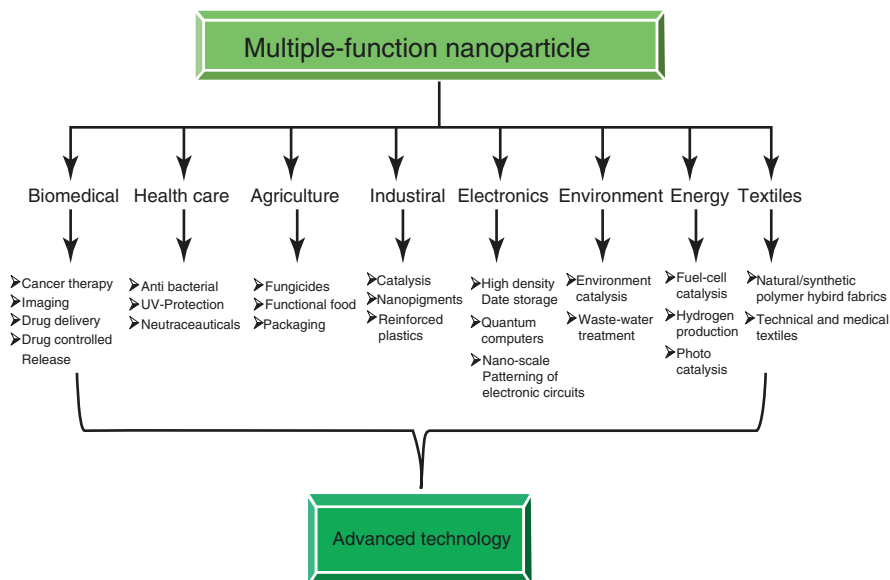 Multiple-function nanoparticle
Biomedical
Health care
Agriculture
Industiral
Electronics
Environment
Energy
Textiles
Cancer therapy
Imaging
Drug delivery
Drug controlled
Release
Anti bacterial
UV-Protection
Neutraceauticals
Fungicides
Functional food
Packaging
Catalysis
Nanopigments
Reinforced
plastics
High density
Date storage
Quantum
computers
Nano-scale
Patterning of
electronic circuits
Environment
catalysis
Waste-water
treatment
Fuel-cell
catalysis
Hydrogen
production
Photo
catalysis
Natural/synthetic
polymer hybird fabrics
Technical and medical
textiles
Advanced technology